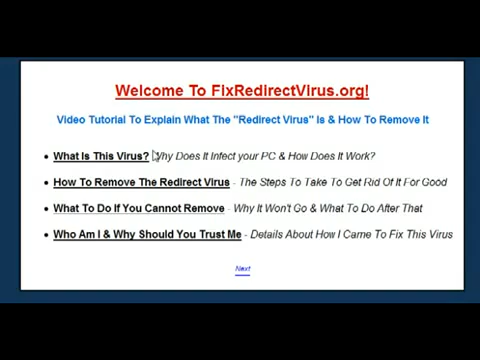 Welcome To FixRedirectVirus.org!
Video Tutorial To Explain What The "Redirect Virus" Is & How To Remove It
What Is This Virus? Why Does It Infect your PC & How Does It Work?
How To Remove The Redirect Virus - The Steps To Take To Get Rid Of It For Good
What To Do If You Cannot Remove - Why It Won't Go & What To Do After That
Who Am I & Why Should You Trust Me - Details About How I Came To Fix This Virus
Next